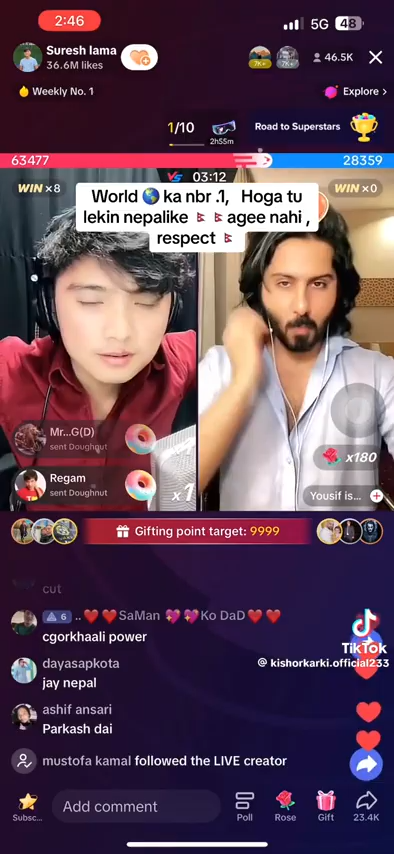 2:46
5G 48
Suresh lama
36.6M likes
7K+ 7K+
46.5K
Weekly No. 1
Explore >
1/10
2h55m
Road to Superstars
63477
28359
VS 03:12
WIN ×8
WIN ×0
World 🌎 ka nbr .1, Hoga tu
lekin nepalike 🇳🇵 🇳🇵 agee nahi ,
respect 🇳🇵
Mr...G(D)
sent Doughnut
Regam
sent Doughnut
x1
x180
Yousif is...
Gifting point target: 9999
cut
6 ..❤️❤️SaMan 💖💖Ko DaD❤️❤️
cgorkhaali power
dayasapkota
jay nepal
ashif ansari
Parkash dai
mustofa kamal followed the LIVE creator
TikTok
@ kishorkarki.official233
Subsc...
Add comment
Poll
Rose
Gift
23.4K